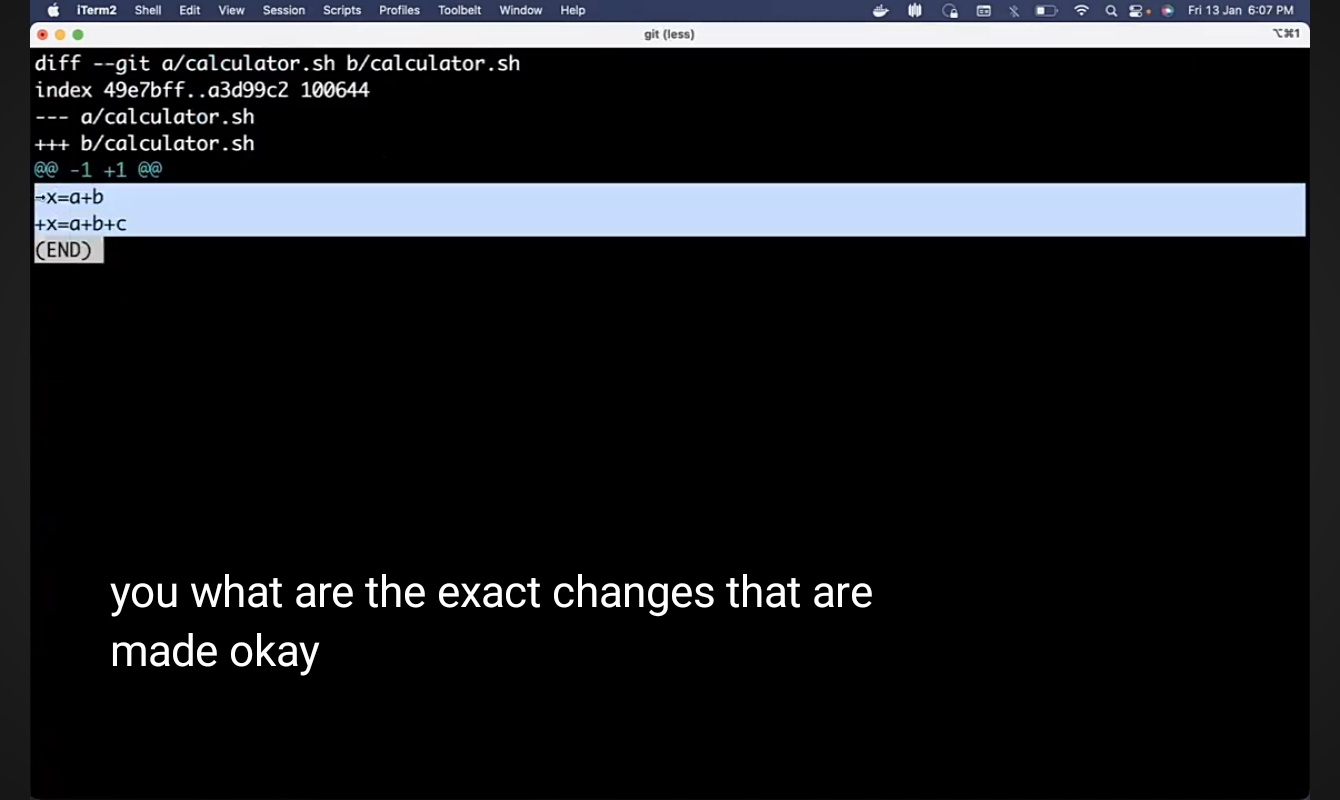 iTerm2 Shell Edit View Session Scripts Profiles Toolbelt Window Help Fri 13 Jan 6:07 PM
git (less) ⌥⌘1
diff --git a/calculator.sh b/calculator.sh
index 49e7bff..a3d99c2 100644
--- a/calculator.sh
+++ b/calculator.sh
@@ -1 +1 @@
-x=a+b
+x=a+b+c
(END)
you what are the exact changes that are
made okay